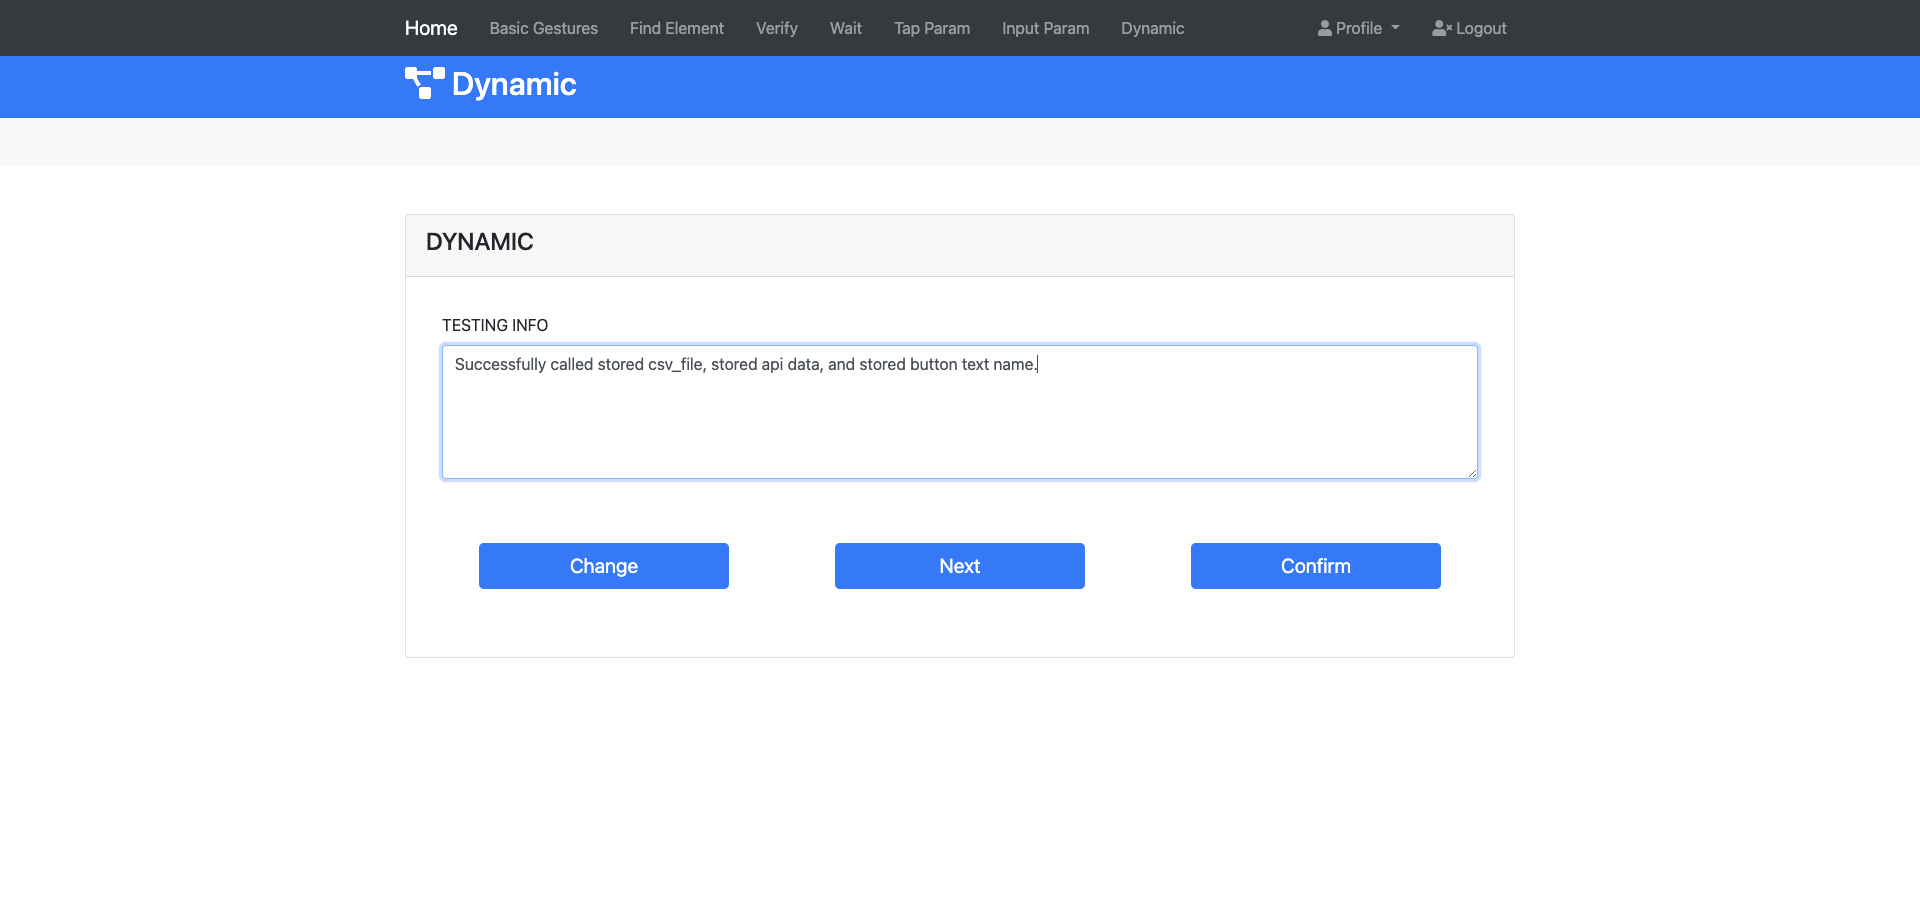 Home Basic Gestures Find Element Verify Wait Tap Param Input Param Dynamic Profile Logout
Dynamic
DYNAMIC
TESTING INFO
Successfully called stored csv_file, stored api data, and stored button text name.
Change Next Confirm